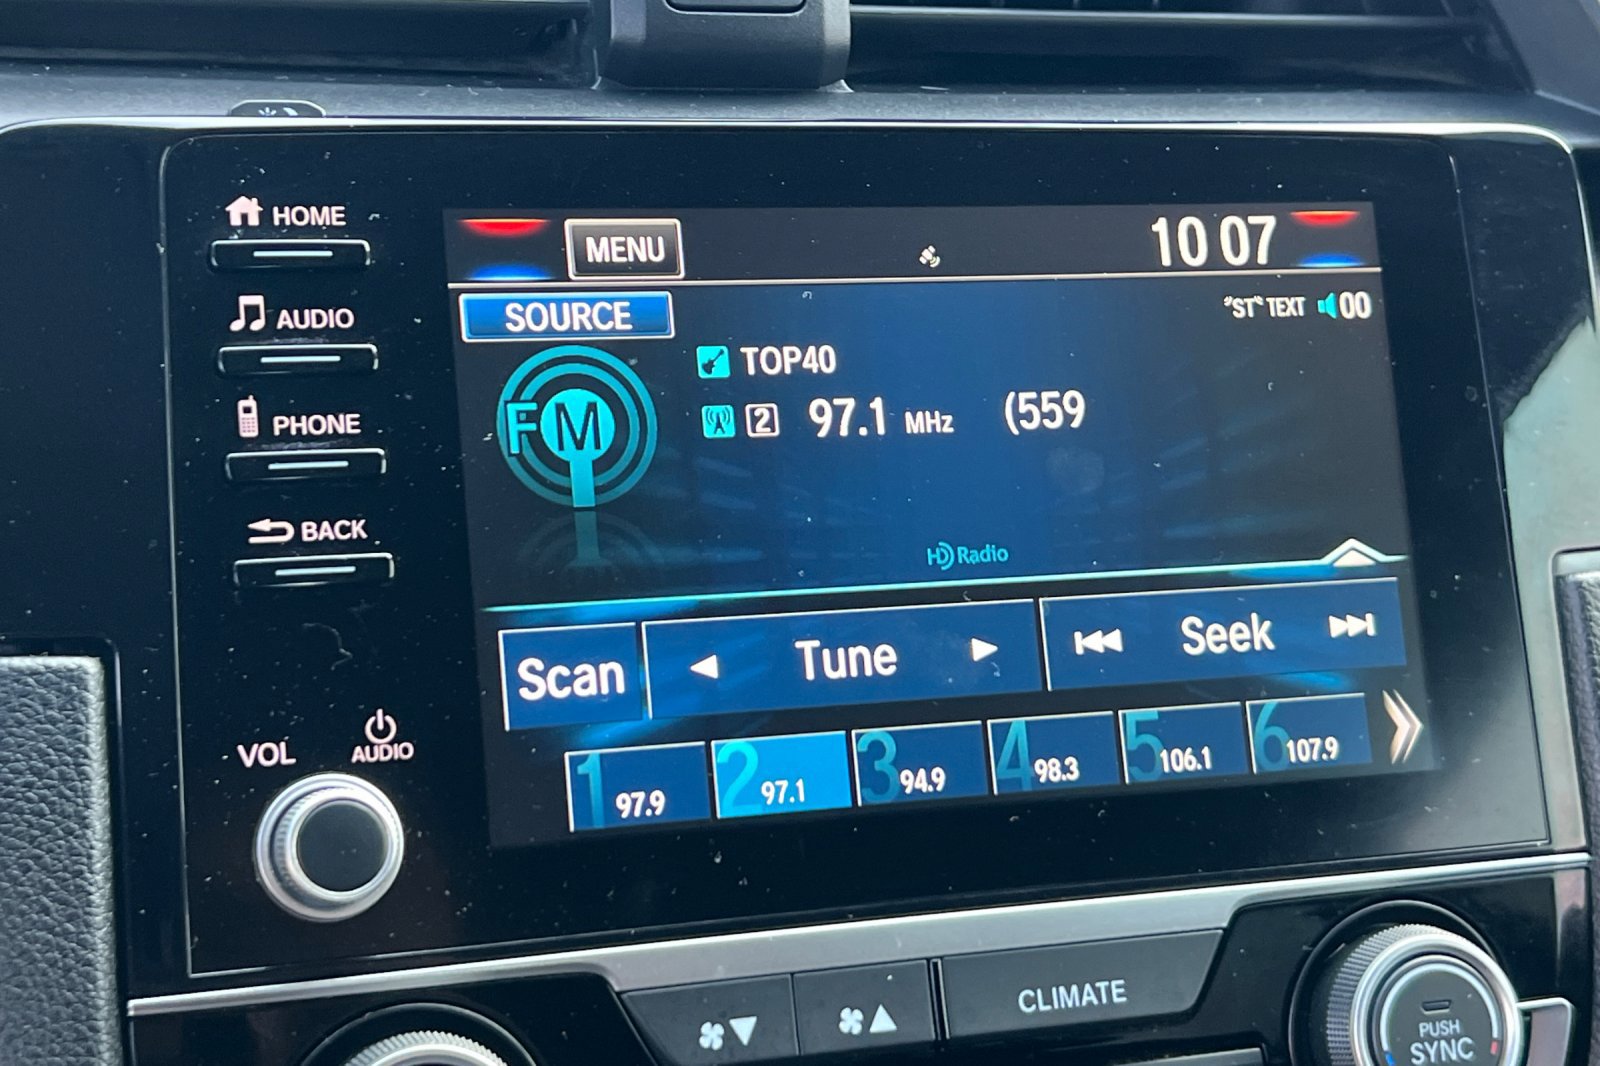 HOME
AUDIO
PHONE
BACK
VOL
AUDIO
MENU
10 07
SOURCE
"ST" TEXT 00
FM
TOP40
2 97.1 MHz (559
HD Radio
Scan
Tune
Seek
1 97.9
2 97.1
3 94.9
4 98.3
5 106.1
6 107.9
CLIMATE
PUSH
SYNC